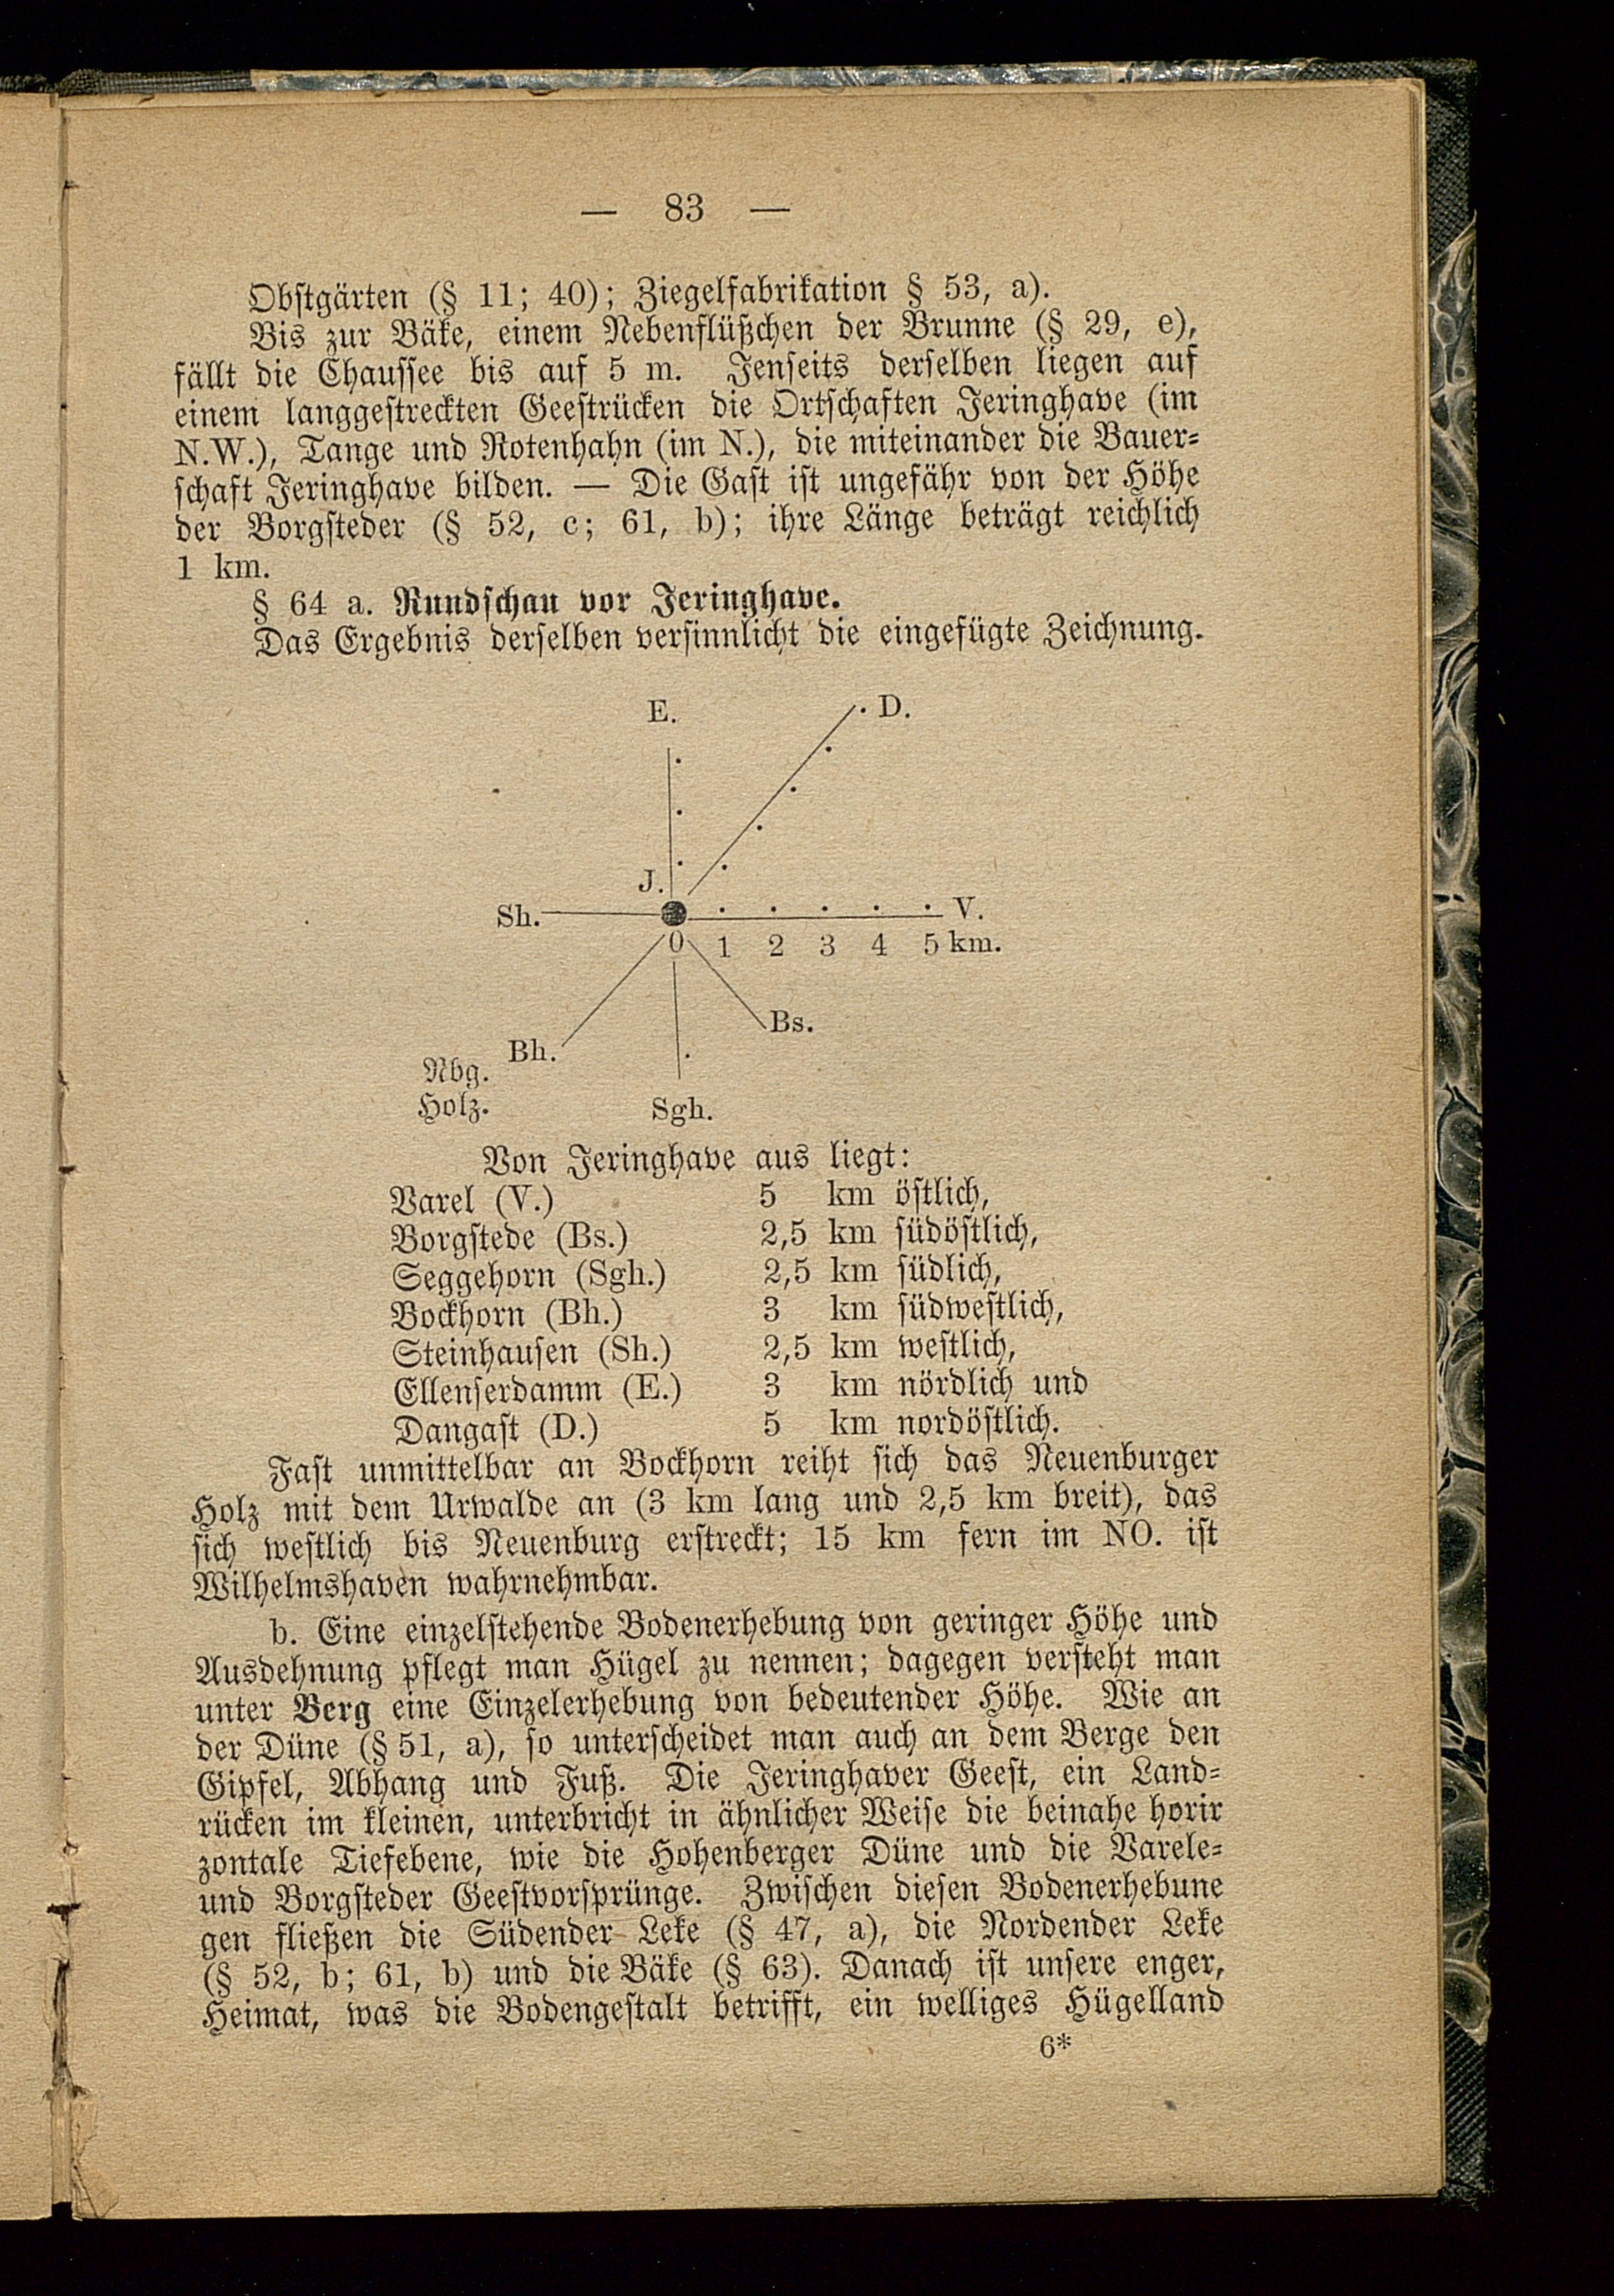 — 83 —
Obstgärten (§ 11; 40); Ziegelfabrikation § 53, a).
Bis zur Bäke, einem Nebenflüßchen der Brunne (§ 29, e),
fällt die Chaussee bis auf 5 m. Jenseits derselben liegen auf
einem langgestreckten Geestrücken die Ortschaften Jeringhave (im
N.W.), Tange und Rotenhahn (im N.), die miteinander die Bauer-
schaft Jeringhave bilden. — Die Gast ist ungefähr von der Höhe
der Borgsteder (§ 52, c; 61, b); ihre Länge beträgt reichlich
1 km.
§ 64 a. Rundschau vor Jeringhave.
Das Ergebnis derselben versinnlicht die eingefügte Zeichnung.
E.
D.
J.
Sh.
V.
0 1 2 3 4 5 km.
Bs.
Bh.
Nbg.
Holz.
Sgh.
Von Jeringhave aus liegt:
Varel (V.) 5 km östlich,
Borgstede (Bs.) 2,5 km südöstlich,
Seggehorn (Sgh.) 2,5 km südlich,
Bockhorn (Bh.) 3 km südwestlich,
Steinhausen (Sh.) 2,5 km westlich,
Ellenserdamm (E.) 3 km nördlich und
Dangast (D.) 5 km nordöstlich.
Fast unmittelbar an Bockhorn reiht sich das Neuenburger
Holz mit dem Urwalde an (3 km lang und 2,5 km breit), das
sich westlich bis Neuenburg erstreckt; 15 km fern im NO. ist
Wilhelmshaven wahrnehmbar.
b. Eine einzelstehende Bodenerhebung von geringer Höhe und
Ausdehnung pflegt man Hügel zu nennen; dagegen versteht man
unter Berg eine Einzelerhebung von bedeutender Höhe. Wie an
der Düne (§ 51, a), so unterscheidet man auch an dem Berge den
Gipfel, Abhang und Fuß. Die Jeringhaver Geest, ein Land-
rücken im kleinen, unterbricht in ähnlicher Weise die beinahe horir
zontale Tiefebene, wie die Hohenberger Düne und die Varele-
und Borgsteder Geestvorsprünge. Zwischen diesen Bodenerhebune
gen fließen die Südender Leke (§ 47, a), die Nordender Leke
(§ 52, b; 61, b) und die Bäke (§ 63). Danach ist unsere enger,
Heimat, was die Bodengestalt betrifft, ein welliges Hügelland
6*